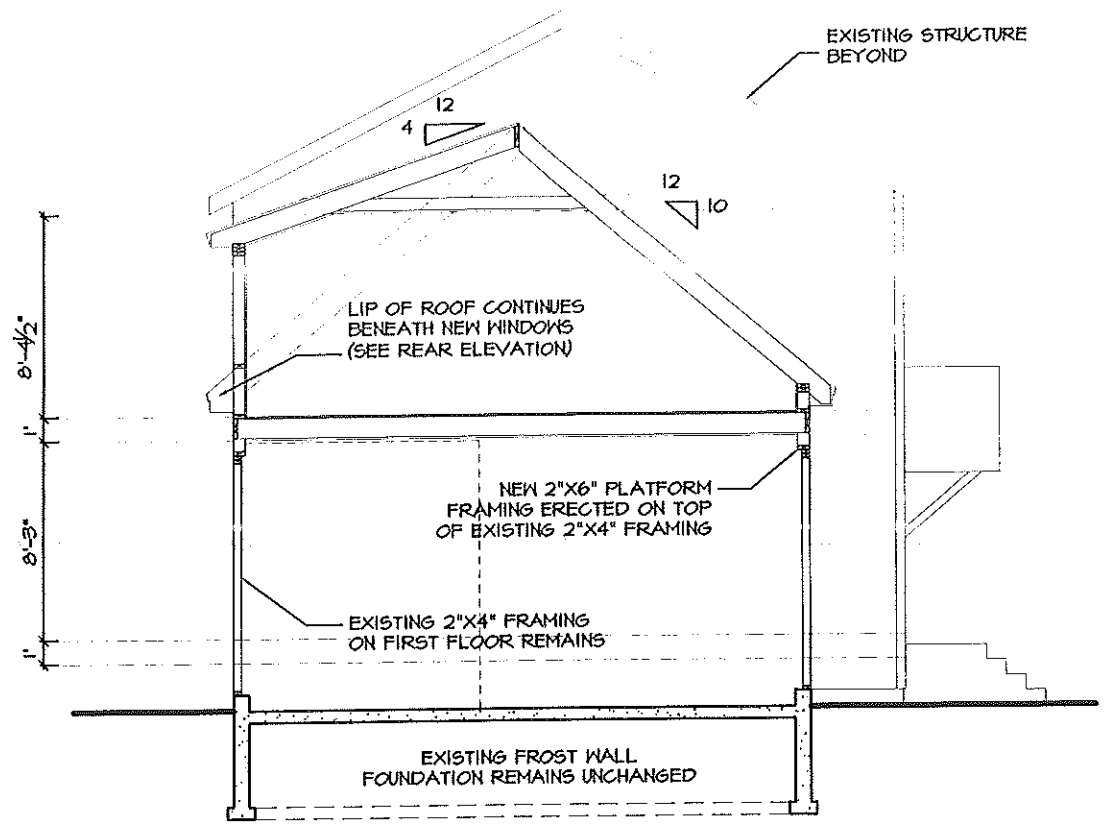 EXISTING STRUCTURE
BEYOND
12
4
12
10
LIP OF ROOF CONTINUES
BENEATH NEW WINDOWS
(SEE REAR ELEVATION)
8'-4½"
1'
NEW 2"X6" PLATFORM
FRAMING ERECTED ON TOP
OF EXISTING 2"X4" FRAMING
8'-3"
EXISTING 2"X4" FRAMING
ON FIRST FLOOR REMAINS
1'
EXISTING FROST WALL
FOUNDATION REMAINS UNCHANGED